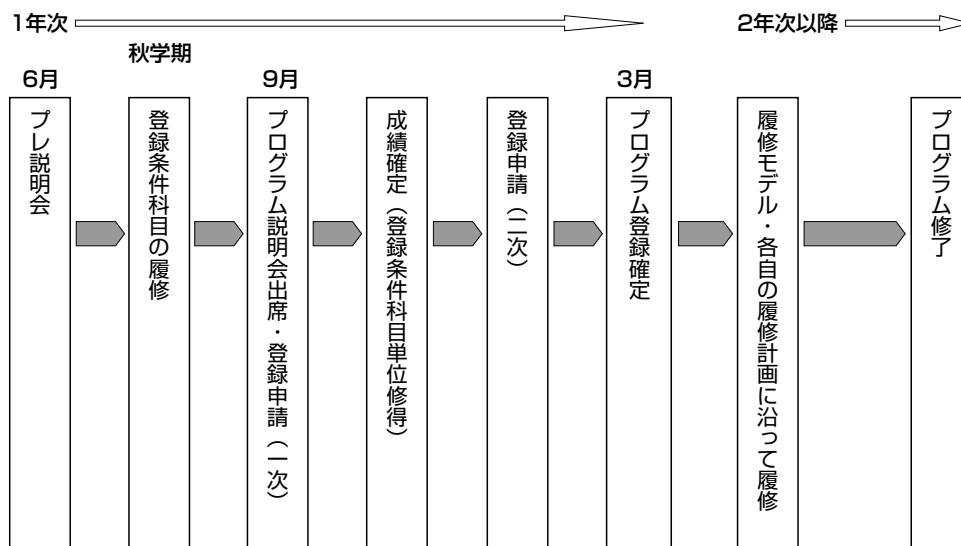 1年次
2年次以降
秋学期
6月
9月
3月
プレ説明会
登録条件科目の履修
プログラム説明会出席・登録申請（一次）
成績確定（登録条件科目単位修得）
登録申請（二次）
プログラム登録確定
履修モデル・各自の履修計画に沿って履修
プログラム修了